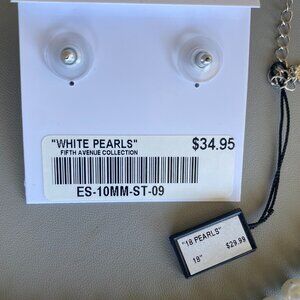 "WHITE PEARLS" $34.95
FIFTH AVENUE COLLECTION
ES-10MM-ST-09
"18 PEARLS"
18" $29.99